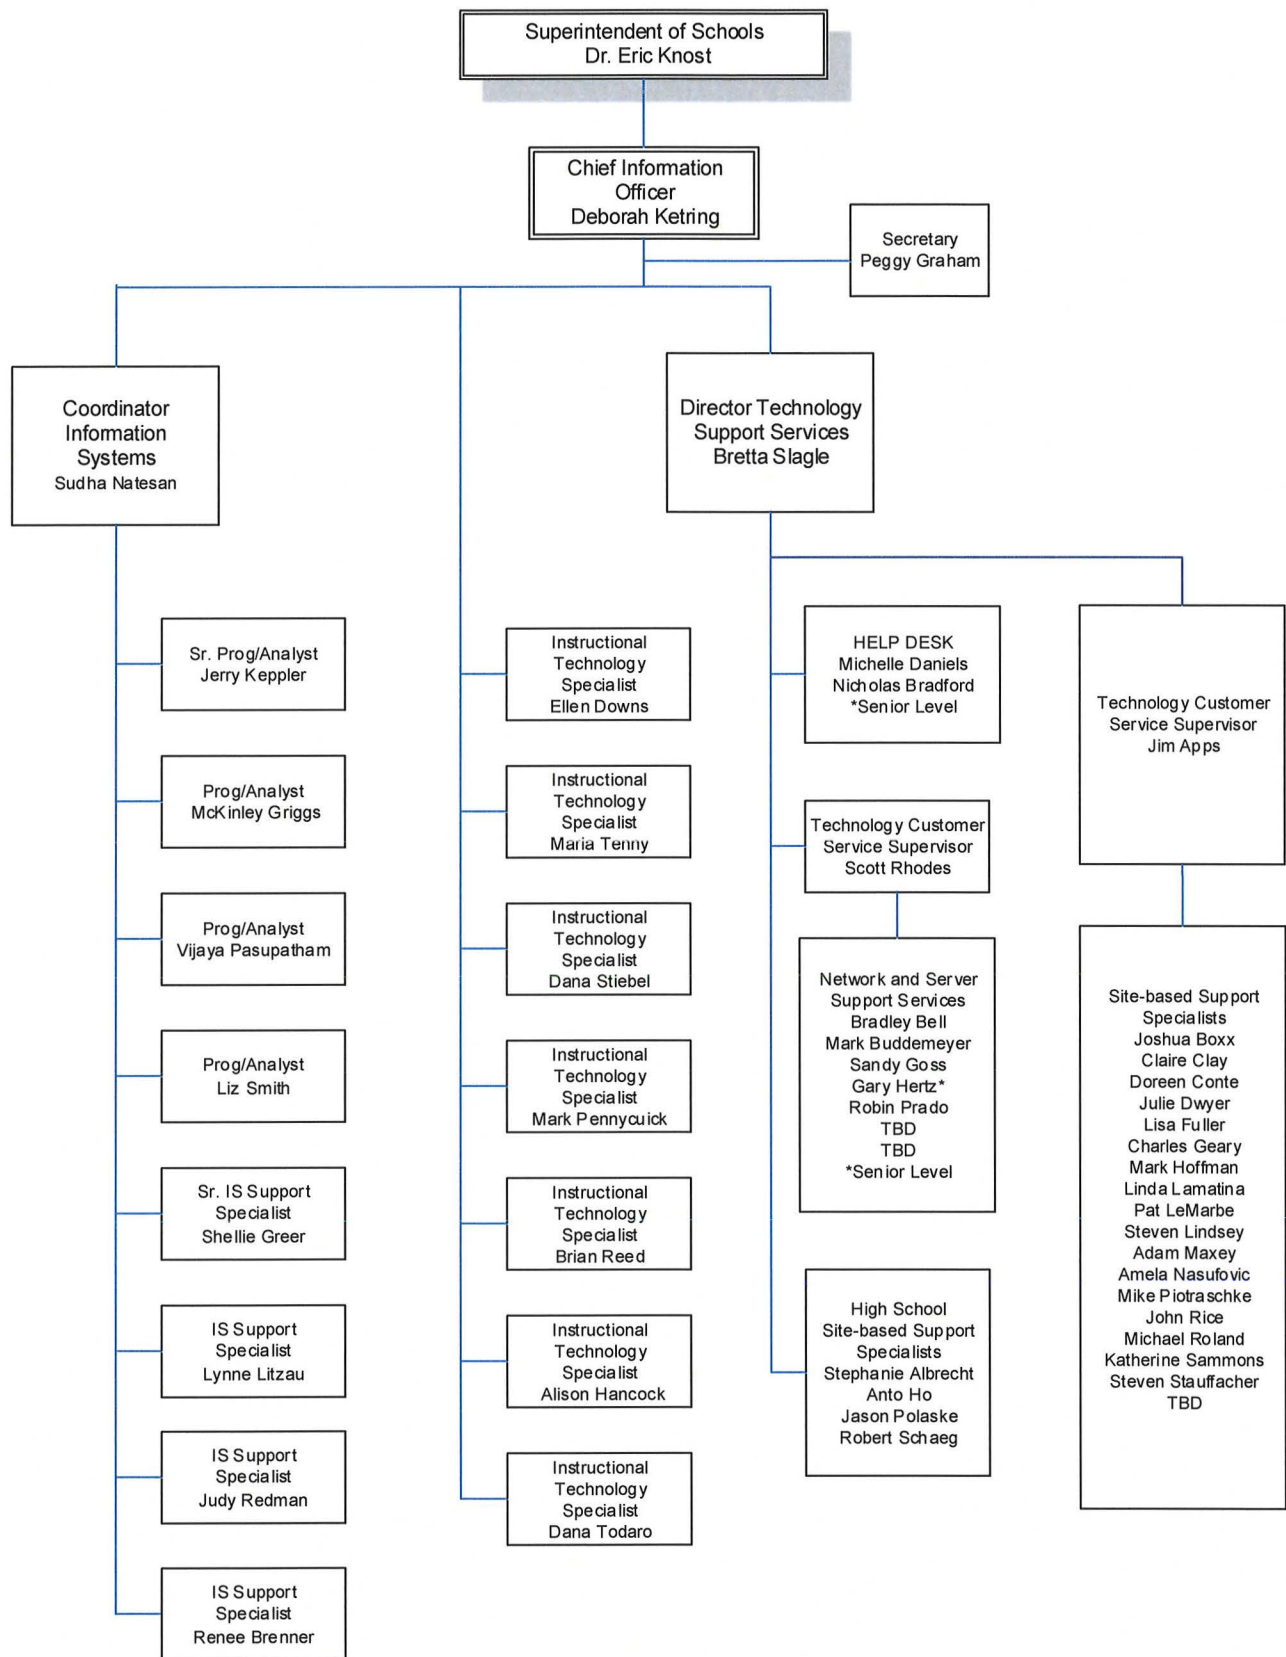 Superintendent of Schools
Dr. Eric Knost
Chief Information
Officer
Deborah Ketring
Secretary
Peggy Graham
Coordinator
Information
Systems
Sudha Natesan
Director Technology
Support Services
Bretta Slagle
Sr. Prog/Analyst
Jerry Keppler
Prog/Analyst
McKinley Griggs
Prog/Analyst
Vijaya Pasupatham
Prog/Analyst
Liz Smith
Sr. IS Support
Specialist
Shellie Greer
IS Support
Specialist
Lynne Litzau
IS Support
Specialist
Judy Redman
IS Support
Specialist
Renee Brenner
Instructional
Technology
Specialist
Ellen Downs
Instructional
Technology
Specialist
Maria Tenny
Instructional
Technology
Specialist
Dana Stiebel
Instructional
Technology
Specialist
Mark Pennycuick
Instructional
Technology
Specialist
Brian Reed
Instructional
Technology
Specialist
Alison Hancock
Instructional
Technology
Specialist
Dana Todaro
HELP DESK
Michelle Daniels
Nicholas Bradford
*Senior Level
Technology Customer
Service Supervisor
Scott Rhodes
Network and Server
Support Services
Bradley Bell
Mark Buddemeyer
Sandy Goss
Gary Hertz*
Robin Prado
TBD
TBD
*Senior Level
High School
Site-based Support
Specialists
Stephanie Albrecht
Anto Ho
Jason Polaske
Robert Schaeg
Technology Customer
Service Supervisor
Jim Apps
Site-based Support
Specialists
Joshua Boxx
Claire Clay
Doreen Conte
Julie Dwyer
Lisa Fuller
Charles Geary
Mark Hoffman
Linda Lamatina
Pat LeMarbe
Steven Lindsey
Adam Maxey
Amela Nasufovic
Mike Piotraschke
John Rice
Michael Roland
Katherine Sammons
Steven Stauffacher
TBD